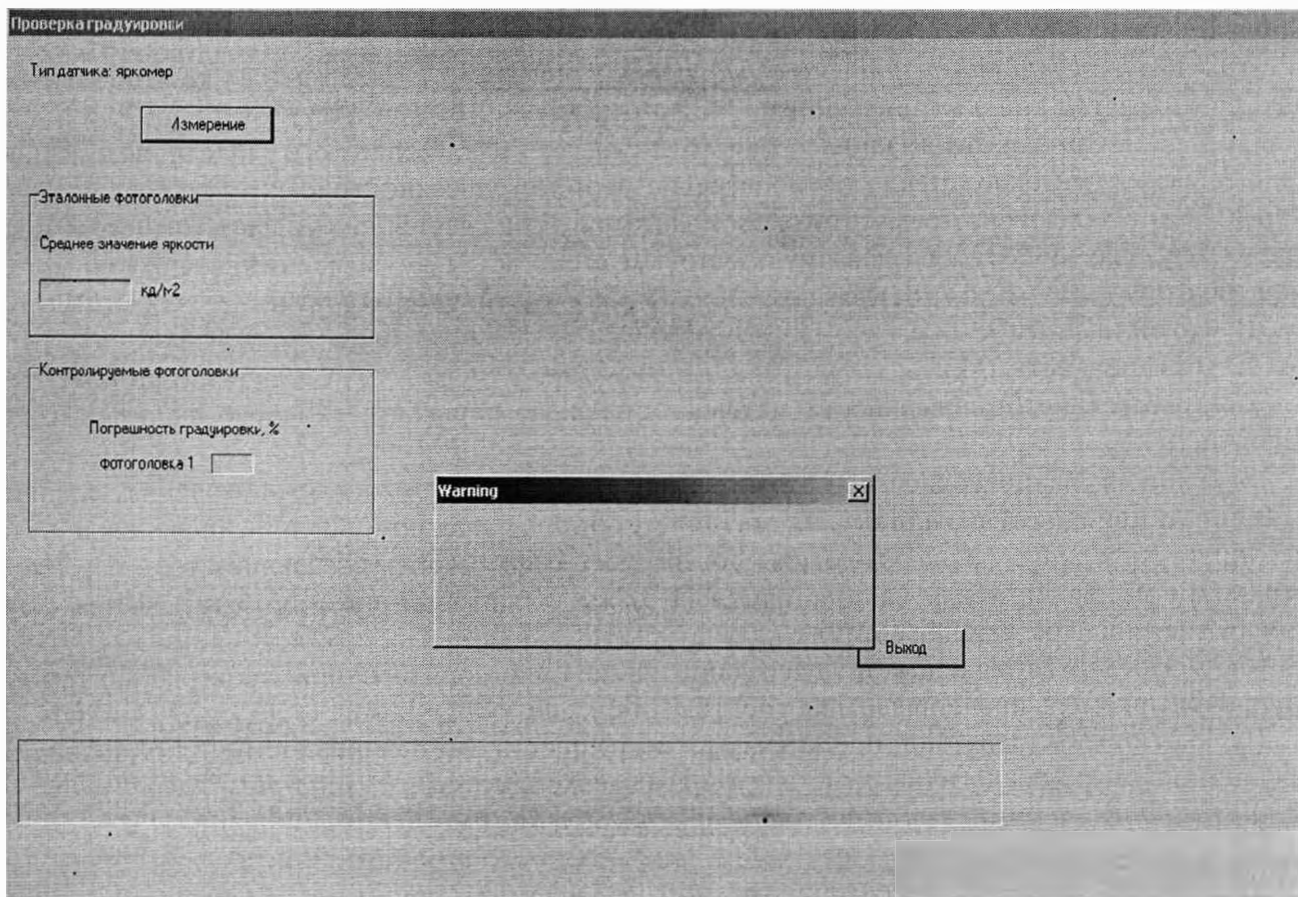 Проверка градуировки
Тип датчика: яркомер
Измерение
Эталонные фотоголовки
Среднее значение яркости
кд/м2
Контролируемые фотоголовки
Погрешность градуировки, %
фотоголовка 1
Warning
Выход